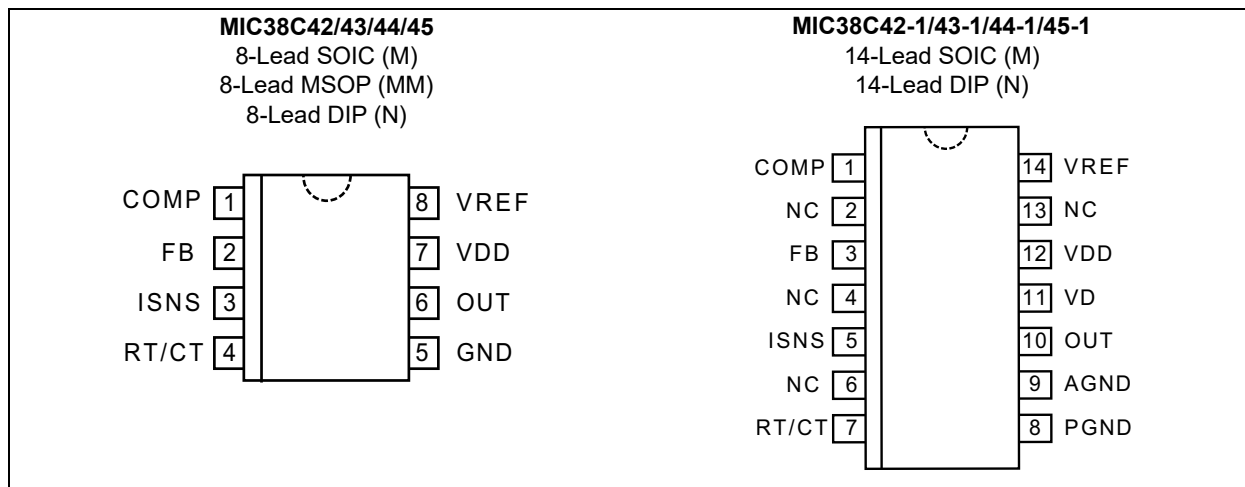 MIC38C42/43/44/45
8-Lead SOIC (M)
8-Lead MSOP (MM)
8-Lead DIP (N)
COMP 1
FB 2
ISNS 3
RT/CT 4
8 VREF
7 VDD
6 OUT
5 GND
MIC38C42-1/43-1/44-1/45-1
14-Lead SOIC (M)
14-Lead DIP (N)
COMP 1
NC 2
FB 3
NC 4
ISNS 5
NC 6
RT/CT 7
14 VREF
13 NC
12 VDD
11 VD
10 OUT
9 AGND
8 PGND